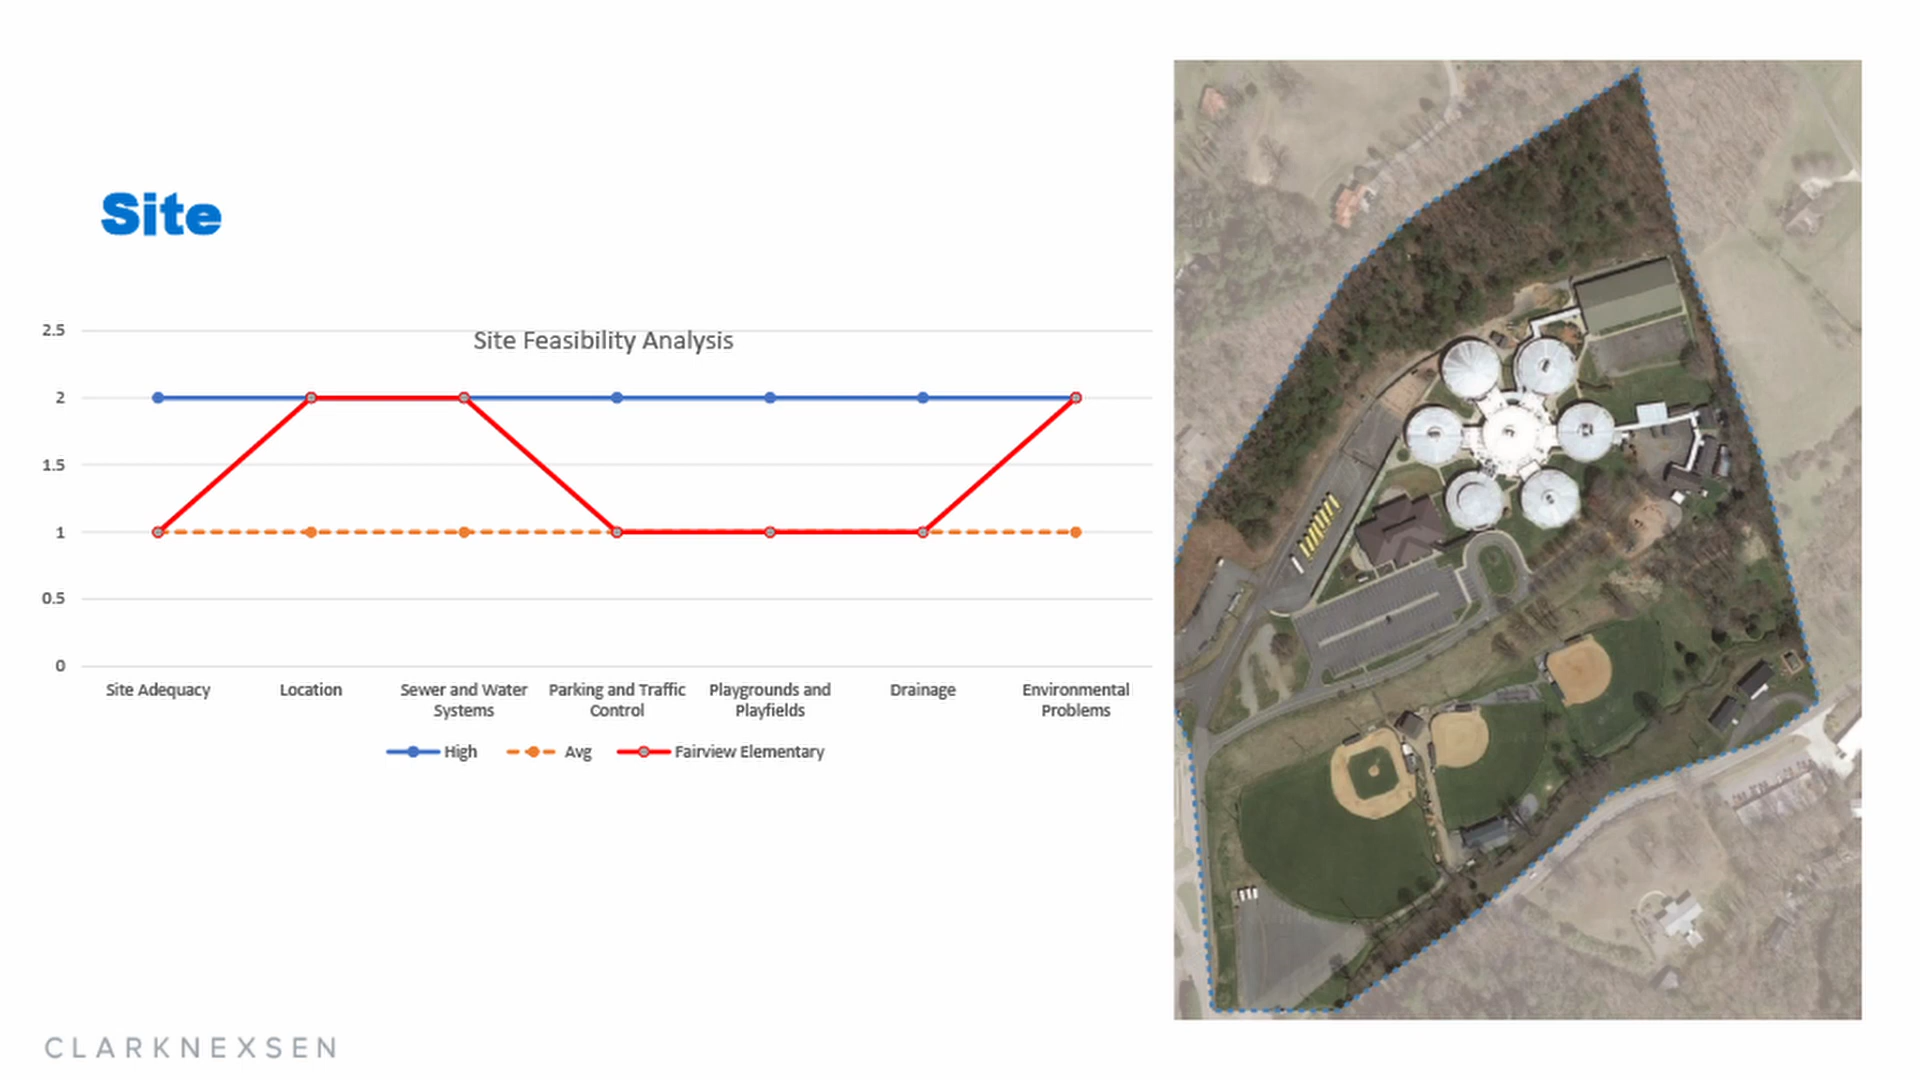 Site
Site Feasibility Analysis
2.5
2
1.5
1
0.5
0
Site Adequacy
Location
Sewer and Water
Systems
Parking and Traffic
Control
Playgrounds and
Playfields
Drainage
Environmental
Problems
High
Avg
Fairview Elementary
CLARKNEXSEN